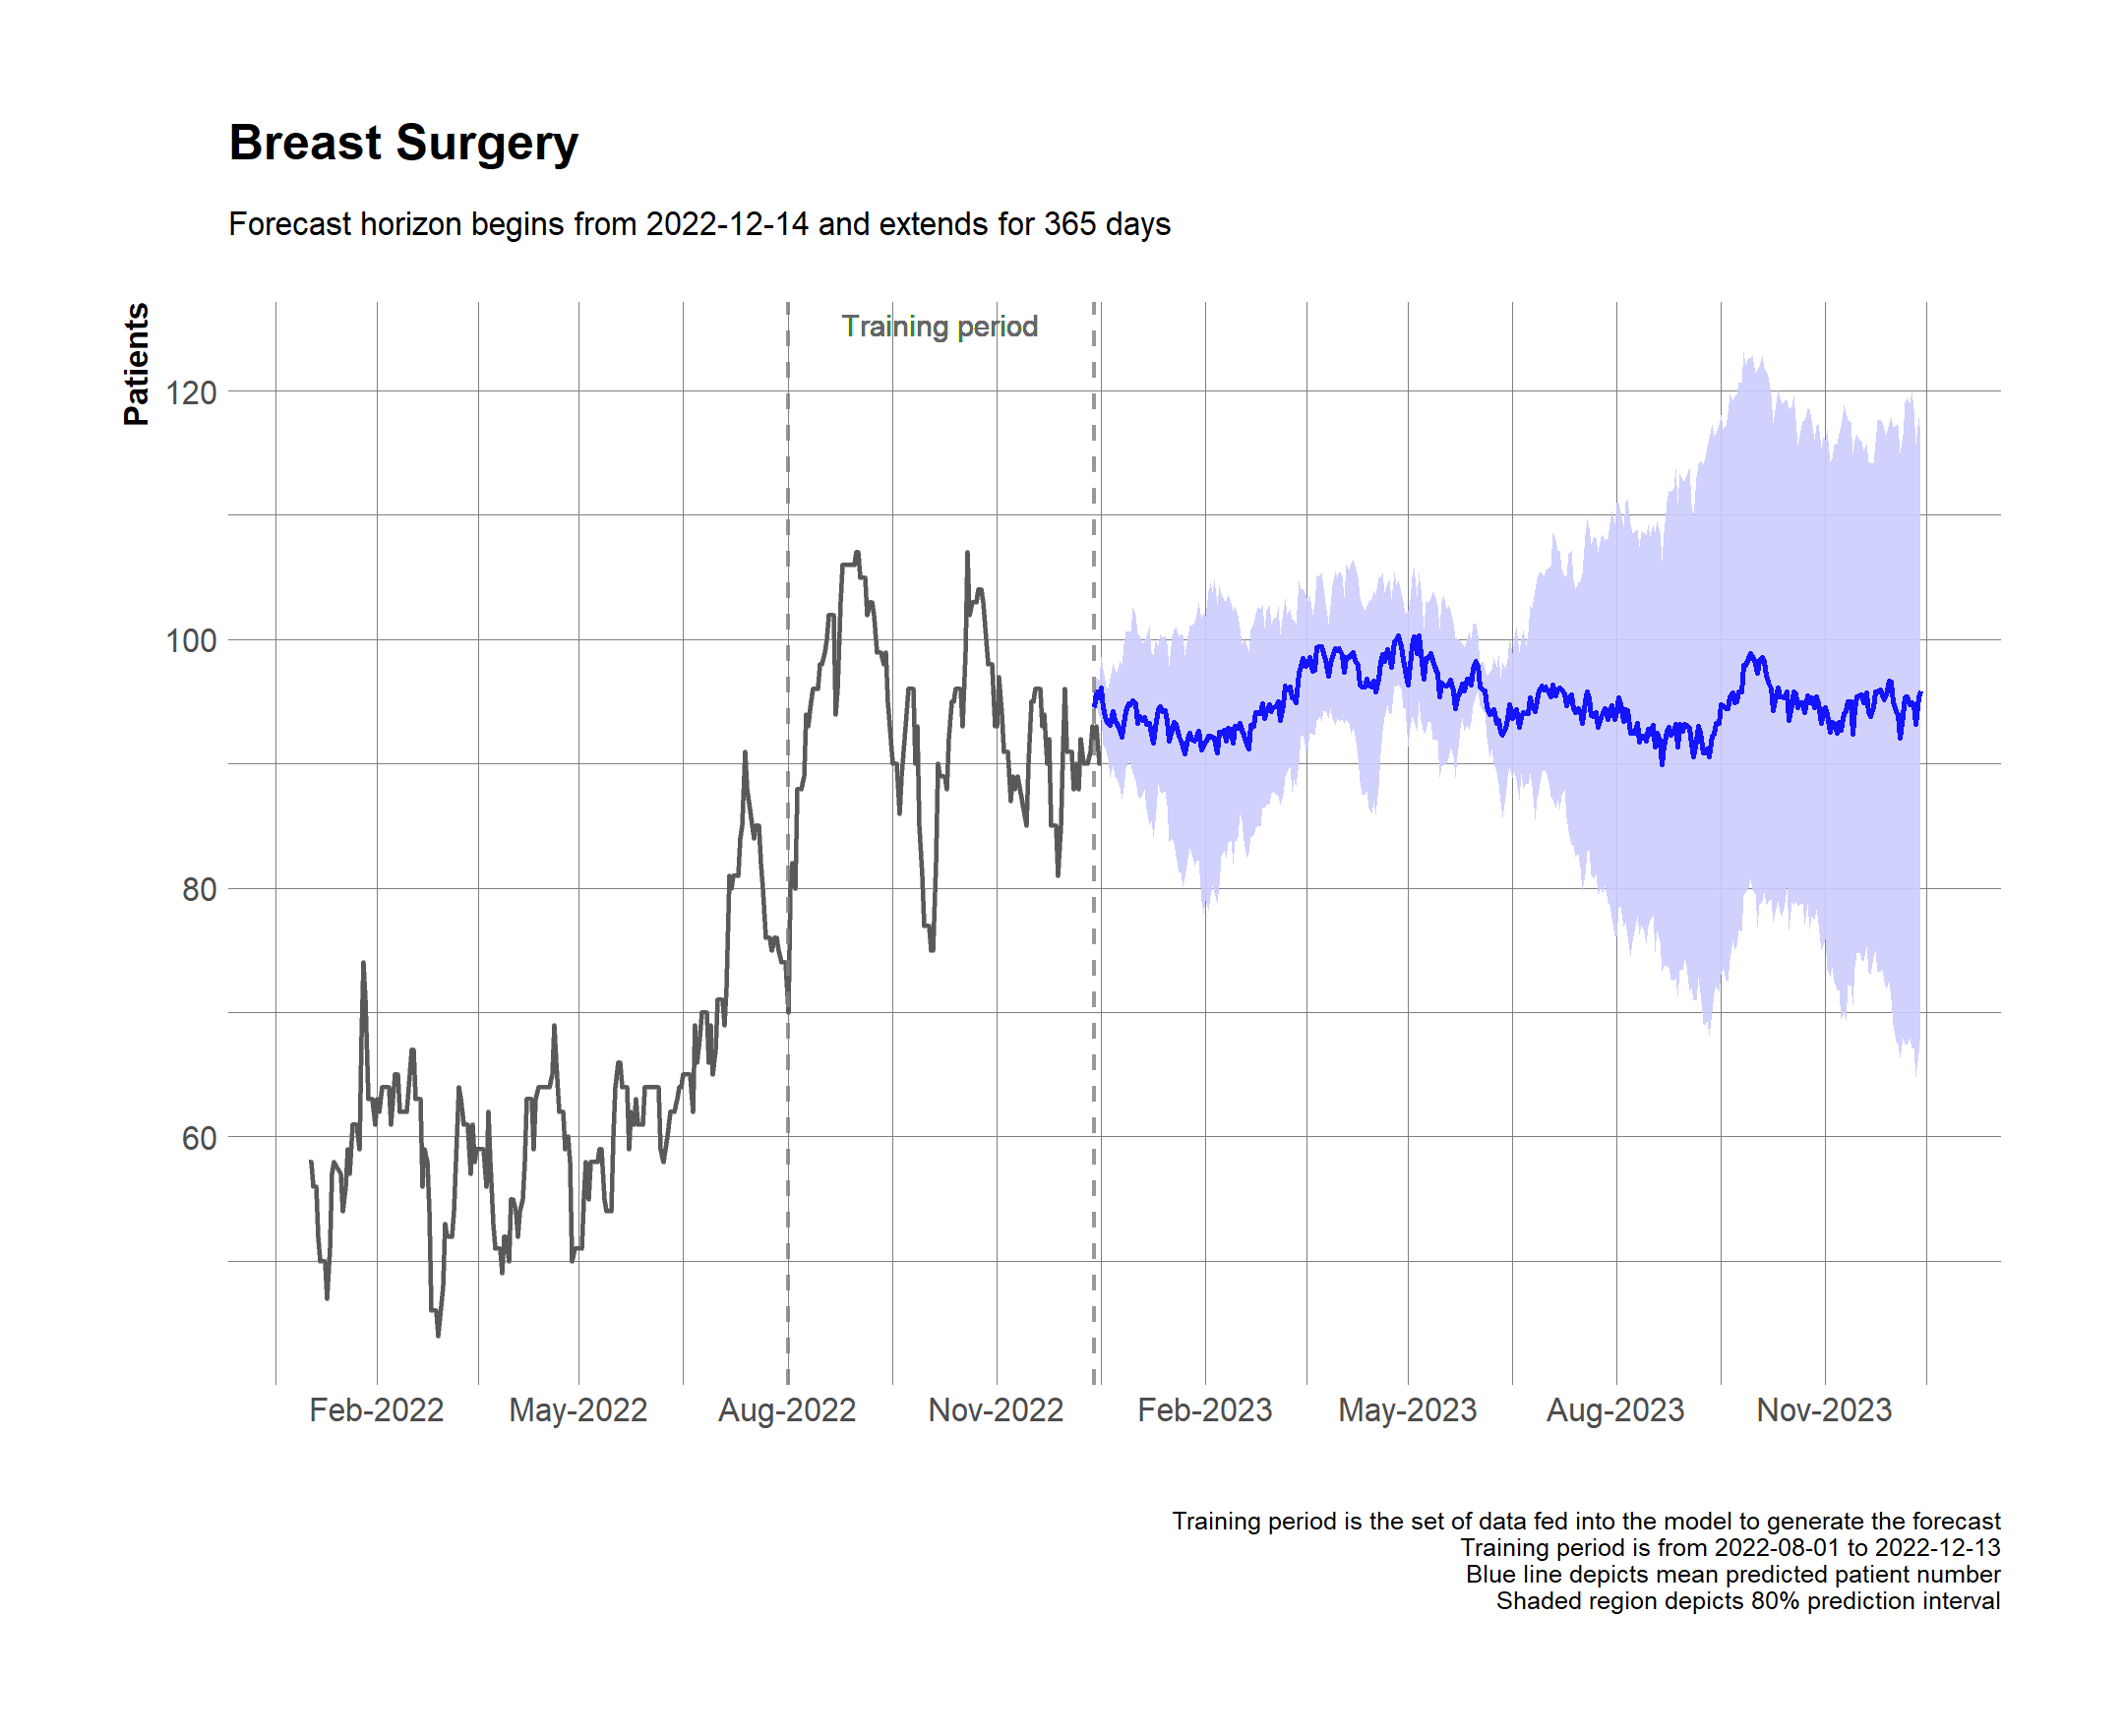 Breast Surgery
Forecast horizon begins from 2022-12-14 and extends for 365 days
Patients
Training period
120
100
80
60
Feb-2022
May-2022
Aug-2022
Nov-2022
Feb-2023
May-2023
Aug-2023
Nov-2023
Training period is the set of data fed into the model to generate the forecast
Training period is from 2022-08-01 to 2022-12-13
Blue line depicts mean predicted patient number
Shaded region depicts 80% prediction interval